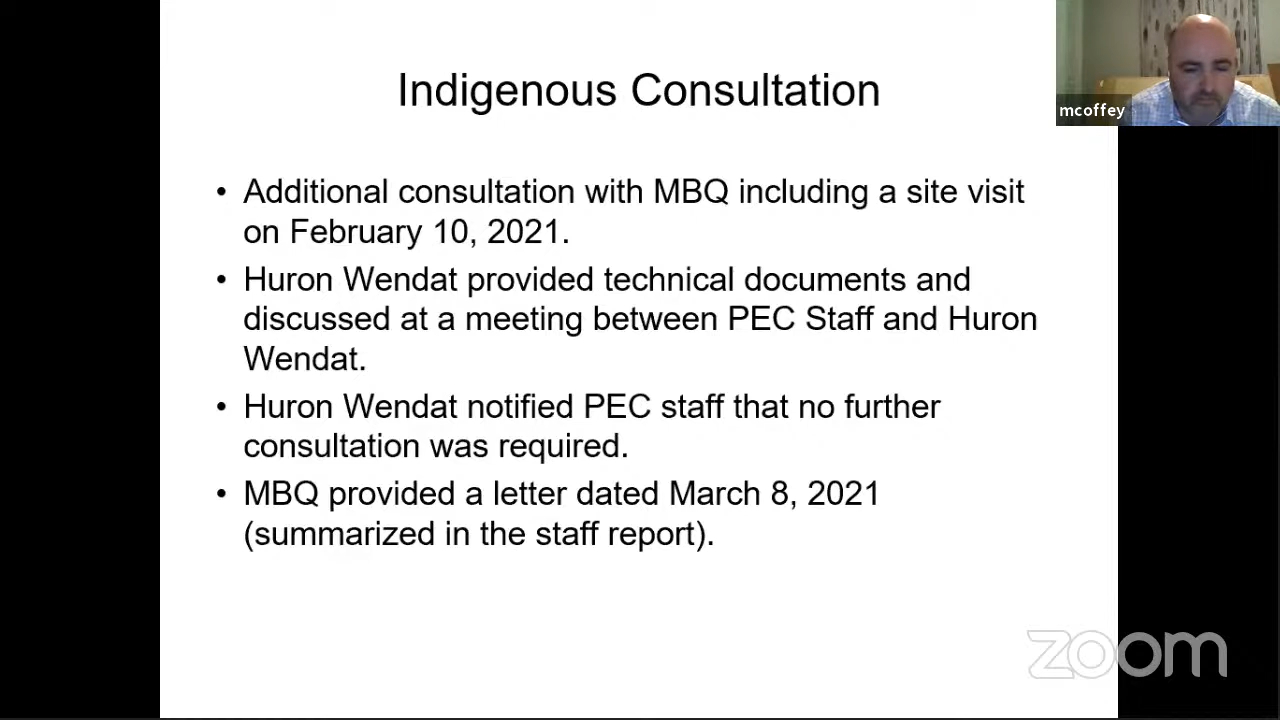 Indigenous Consultation
mcoffey
• Additional consultation with MBQ including a site visit
on February 10, 2021.
• Huron Wendat provided technical documents and
discussed at a meeting between PEC Staff and Huron
Wendat.
• Huron Wendat notified PEC staff that no further
consultation was required.
• MBQ provided a letter dated March 8, 2021
(summarized in the staff report).
zoom